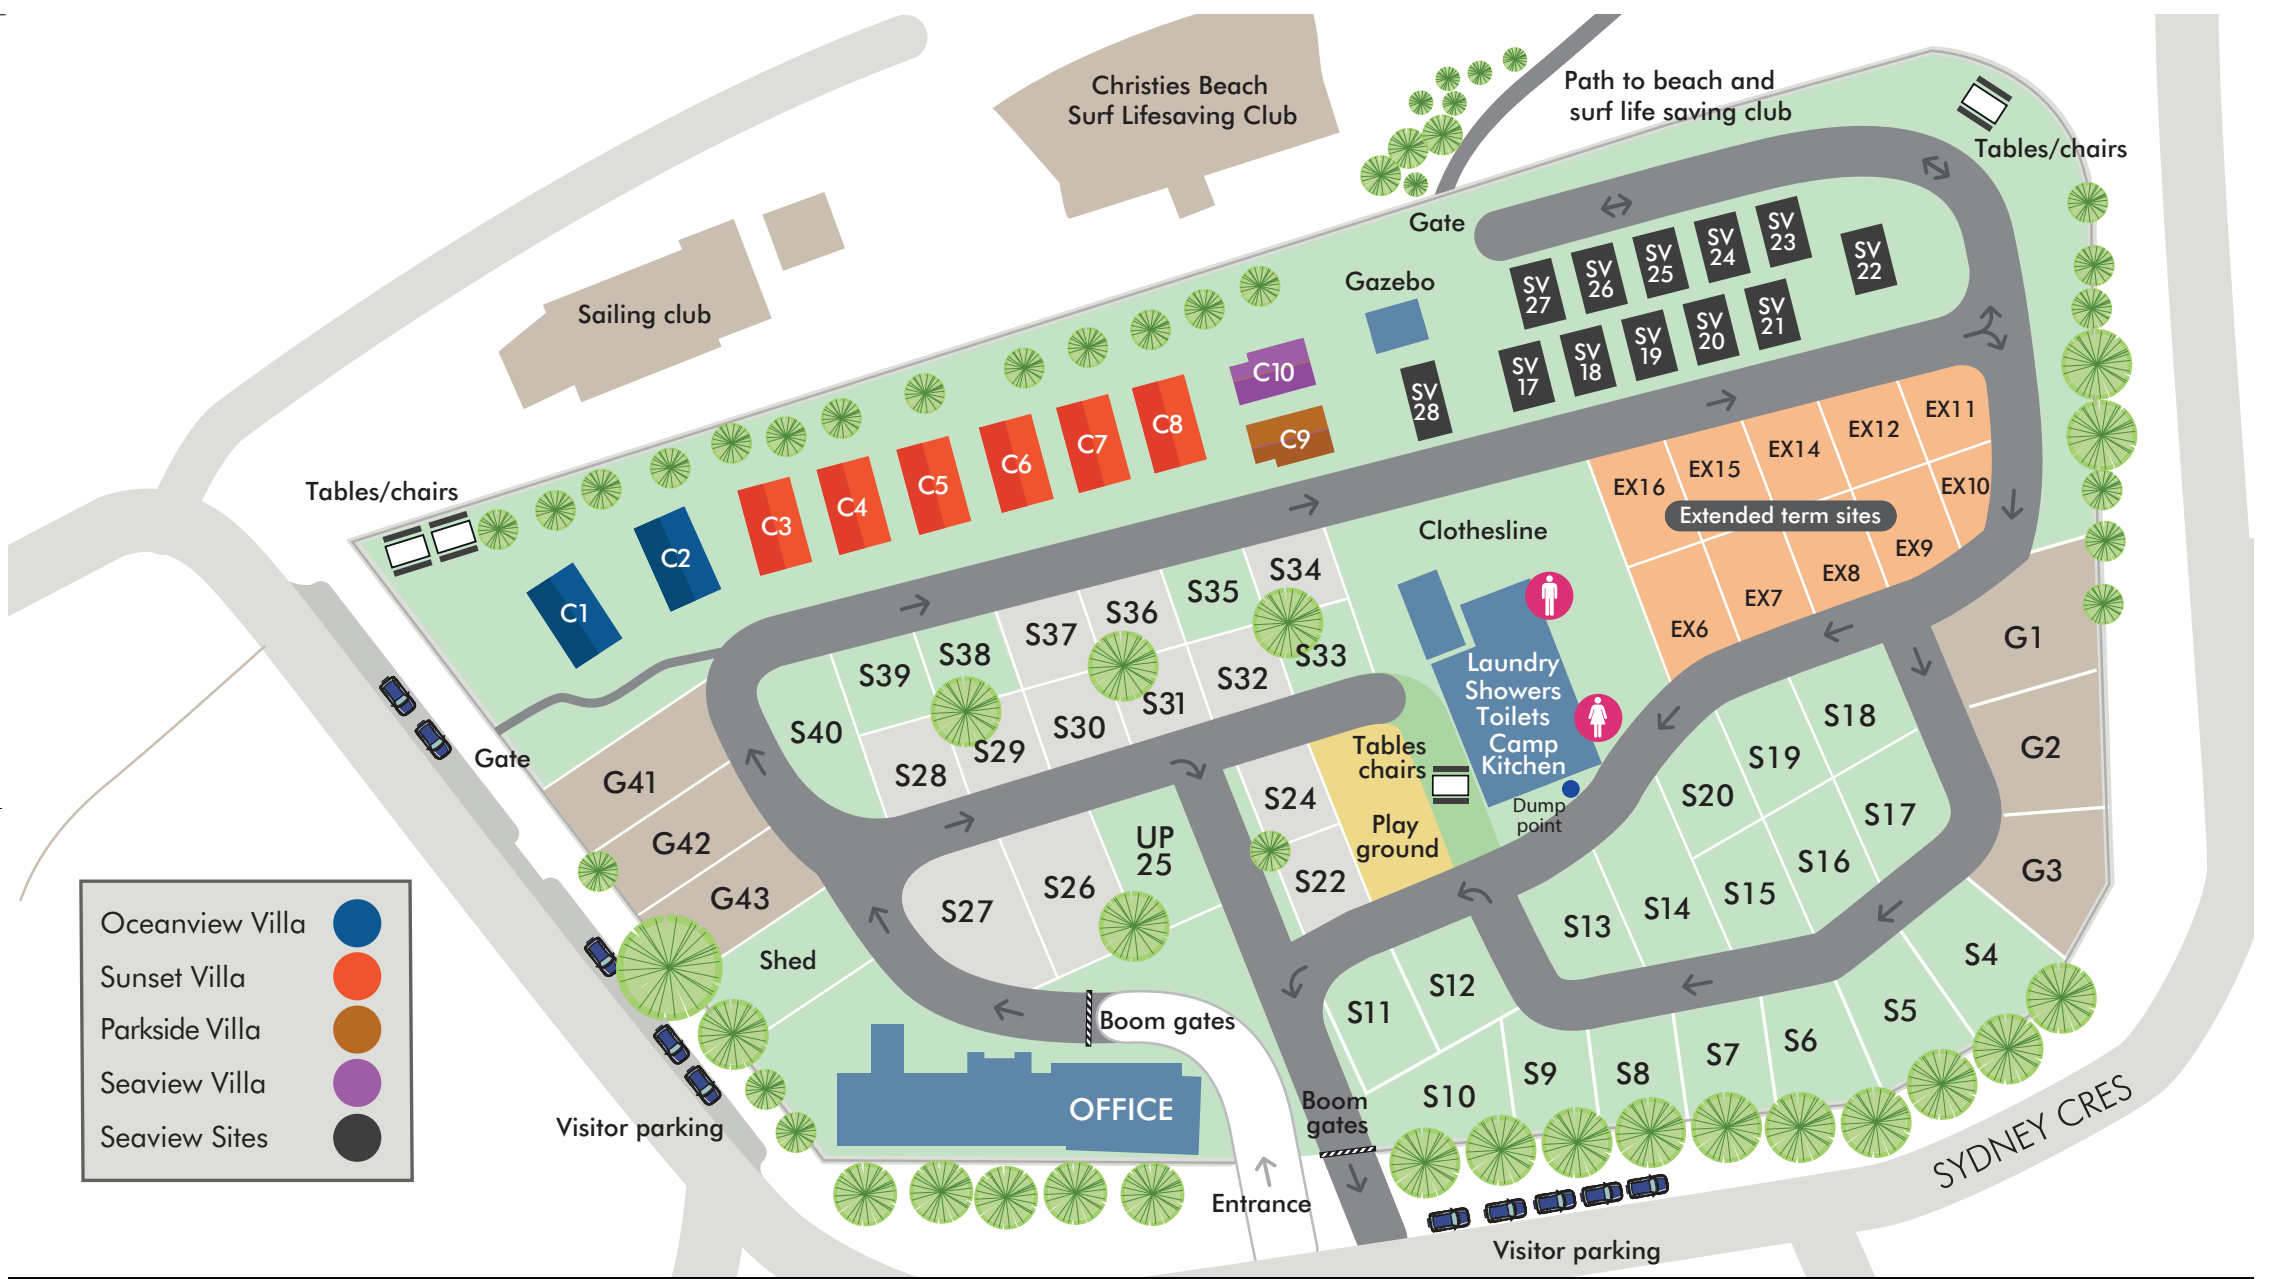 Christies Beach
Surf Lifesaving Club
Path to beach and
surf life saving club
Tables/chairs
Gate
Sailing club
Gazebo
SV
23
SV
24
SV
25
SV
26
SV
27
SV
22
SV
21
SV
20
SV
19
SV
18
SV
17
SV
28
C10
C9
C8
C7
C6
C5
C4
C3
C2
C1
Tables/chairs
EX11
EX12
EX14
EX15
EX16
EX10
Extended term sites
EX9
EX8
EX7
EX6
Clothesline
S34
S35
S36
S37
S38
S39
S40
S33
S32
S31
S30
S29
S28
Laundry
Showers
Toilets
Camp
Kitchen
Dump
point
Tables
chairs
Play
ground
Gate
G41
G42
G43
Shed
G1
G2
G3
S18
S19
S20
S17
S16
S15
S14
S13
S24
S22
UP
25
S26
S27
S12
S11
S10
S9
S8
S7
S6
S5
S4
Boom gates
OFFICE
Boom
gates
Entrance
Visitor parking
Visitor parking
SYDNEY CRES
Oceanview Villa
Sunset Villa
Parkside Villa
Seaview Villa
Seaview Sites